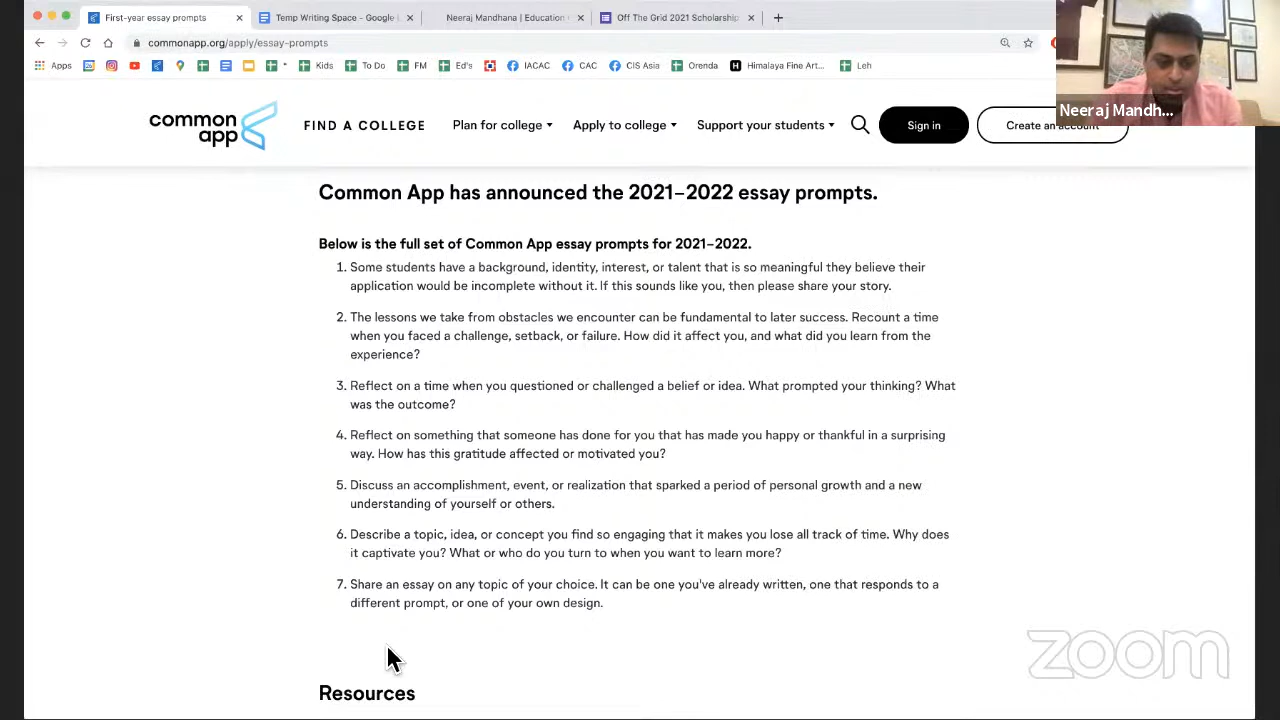 First-year essay prompts
Temp Writing Space - Google L
Neeraj Mandhana | Education
Off The Grid 2021 Scholarship
commonapp.org/apply/essay-prompts
Apps
Kids
To Do
FM
Ed's
IACAC
CAC
CIS Asia
Orenda
Himalaya Fine Art...
Leh
Neeraj Mandh...
common app
FIND A COLLEGE
Plan for college
Apply to college
Support your students
Sign in
Create an account
Common App has announced the 2021–2022 essay prompts.
Below is the full set of Common App essay prompts for 2021–2022.
1. Some students have a background, identity, interest, or talent that is so meaningful they believe their
application would be incomplete without it. If this sounds like you, then please share your story.
2. The lessons we take from obstacles we encounter can be fundamental to later success. Recount a time
when you faced a challenge, setback, or failure. How did it affect you, and what did you learn from the
experience?
3. Reflect on a time when you questioned or challenged a belief or idea. What prompted your thinking? What
was the outcome?
4. Reflect on something that someone has done for you that has made you happy or thankful in a surprising
way. How has this gratitude affected or motivated you?
5. Discuss an accomplishment, event, or realization that sparked a period of personal growth and a new
understanding of yourself or others.
6. Describe a topic, idea, or concept you find so engaging that it makes you lose all track of time. Why does
it captivate you? What or who do you turn to when you want to learn more?
7. Share an essay on any topic of your choice. It can be one you've already written, one that responds to a
different prompt, or one of your own design.
zoom
Resources